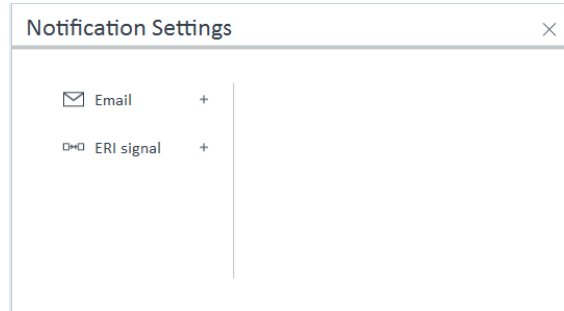 Notification Settings
Email +
ERI signal +